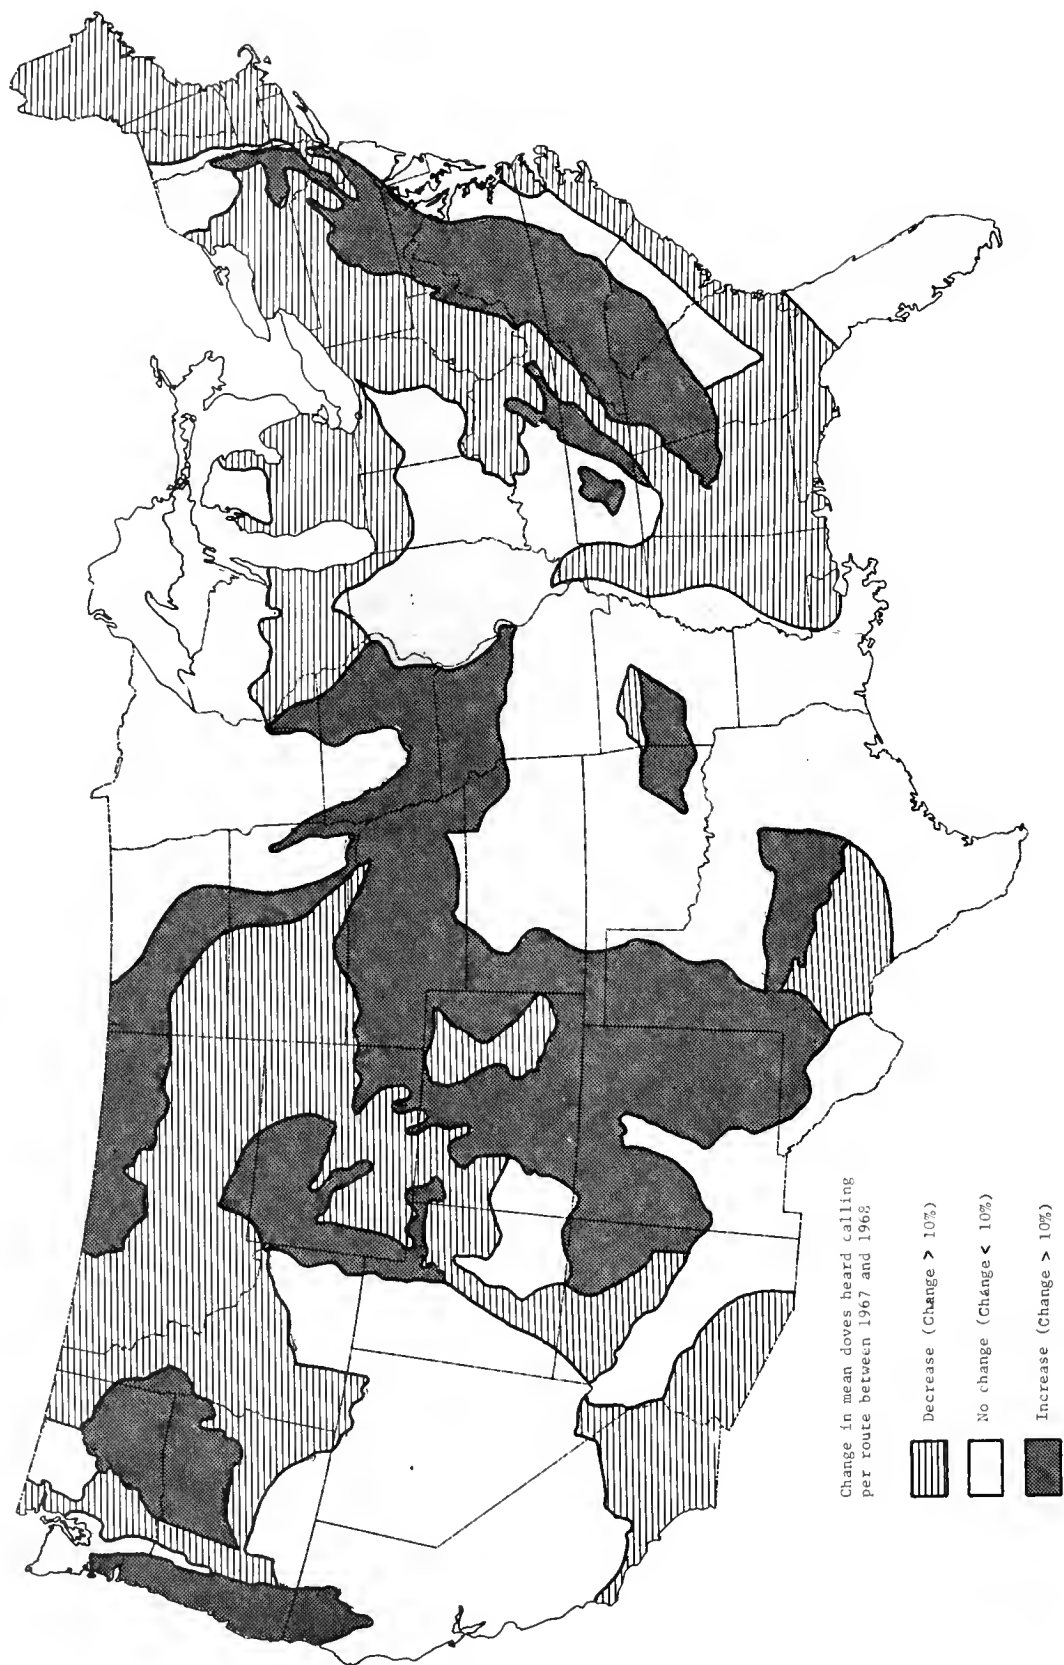 Change in mean doves heard calling
per route between 1967 and 1968
Decrease (Change > 10%)
No change (Change < 10%)
Increase (Change > 10%)